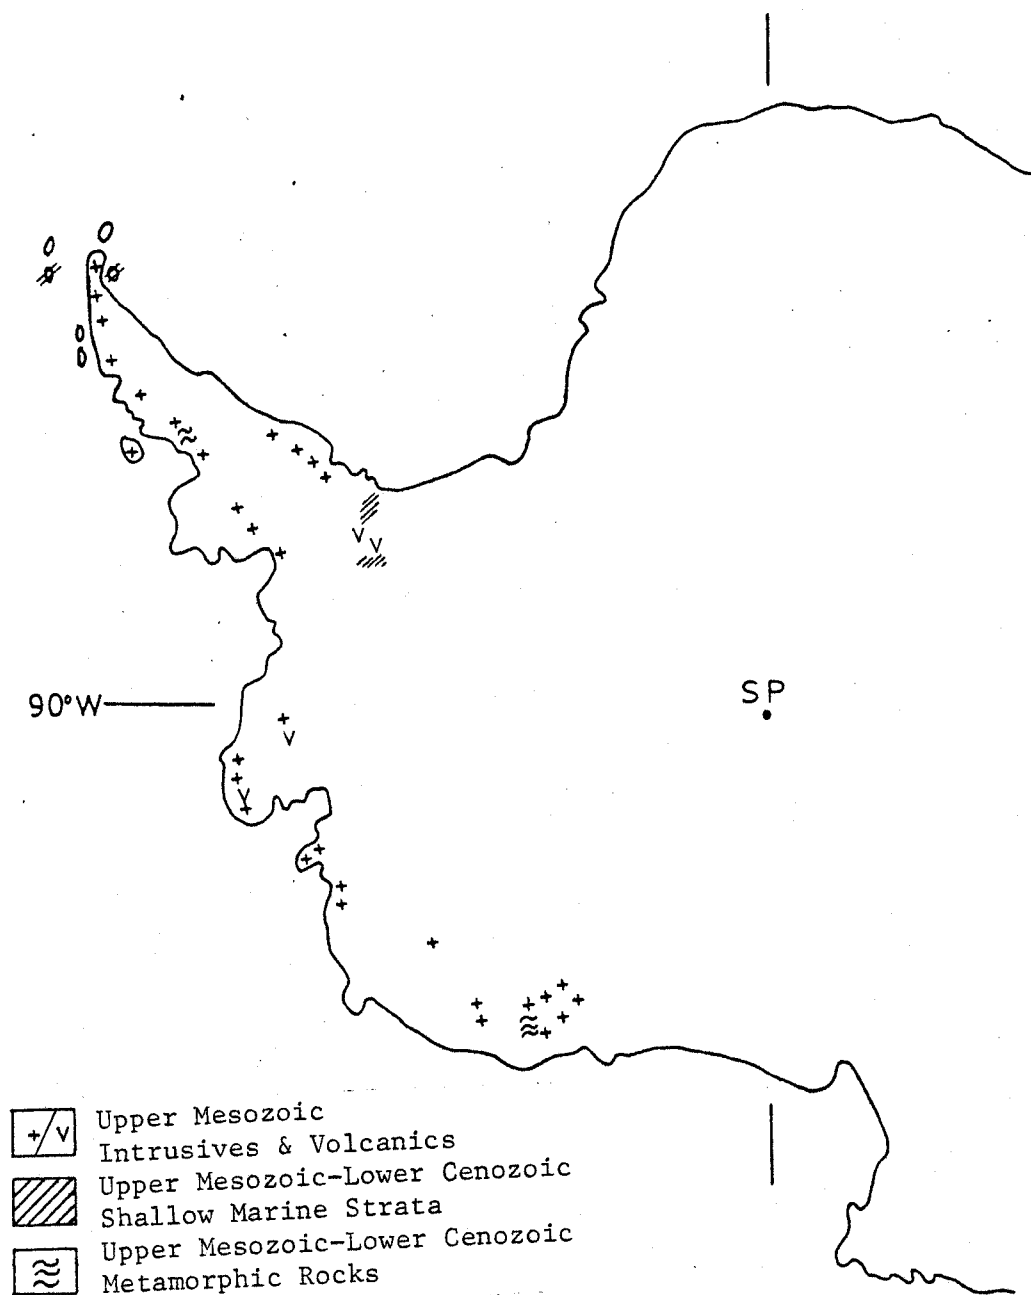 90°W
SP
Upper Mesozoic
Intrusives & Volcanics
Upper Mesozoic-Lower Cenozoic
Shallow Marine Strata
Upper Mesozoic-Lower Cenozoic
Metamorphic Rocks